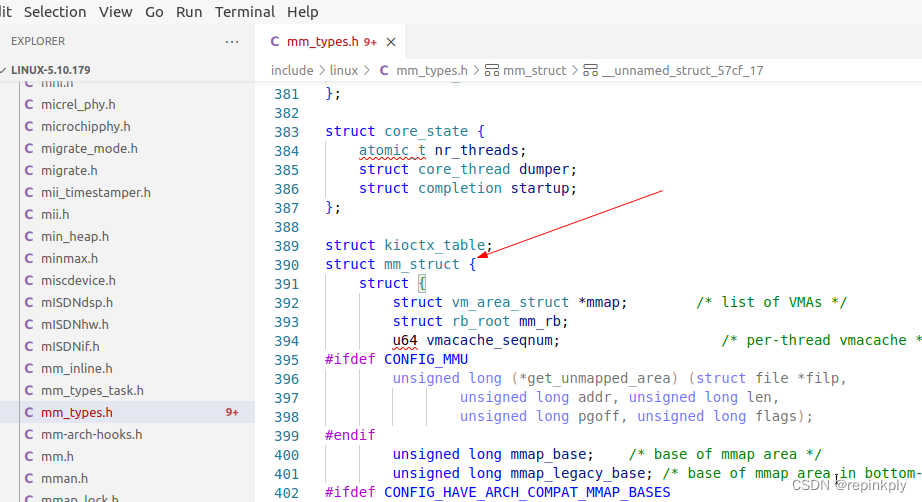 dit Selection View Go Run Terminal Help
EXPLORER ...
LINUX-5.10.179
C mml.h
C micrel_phy.h
C microchipphy.h
C migrate_mode.h
C migrate.h
C mii_timestamper.h
C mii.h
C min_heap.h
C minmax.h
C miscdevice.h
C mISDNdsp.h
C mISDNhw.h
C mISDNif.h
C mm_inline.h
C mm_types_task.h
C mm_types.h 9+
C mm-arch-hooks.h
C mm.h
C mman.h
C mmap_lock.h
C mm_types.h 9+ ×
include > linux > C mm_types.h > mm_struct > __unnamed_struct_57cf_17
381 };
382
383 struct core_state {
384 atomic_t nr_threads;
385 struct core_thread dumper;
386 struct completion startup;
387 };
388
389 struct kioctx_table;
390 struct mm_struct {
391 struct {
392 struct vm_area_struct *mmap; /* list of VMAs */
393 struct rb_root mm_rb;
394 u64 vmacache_seqnum; /* per-thread vmacache *
395 #ifdef CONFIG_MMU
396 unsigned long (*get_unmapped_area) (struct file *filp,
397 unsigned long addr, unsigned long len,
398 unsigned long pgoff, unsigned long flags);
399 #endif
400 unsigned long mmap_base; /* base of mmap area */
401 unsigned long mmap_legacy_base; /* base of mmap area in bottom-
402 #ifdef CONFIG_HAVE_ARCH_COMPAT_MMAP_BASES
CSDN @repinkply